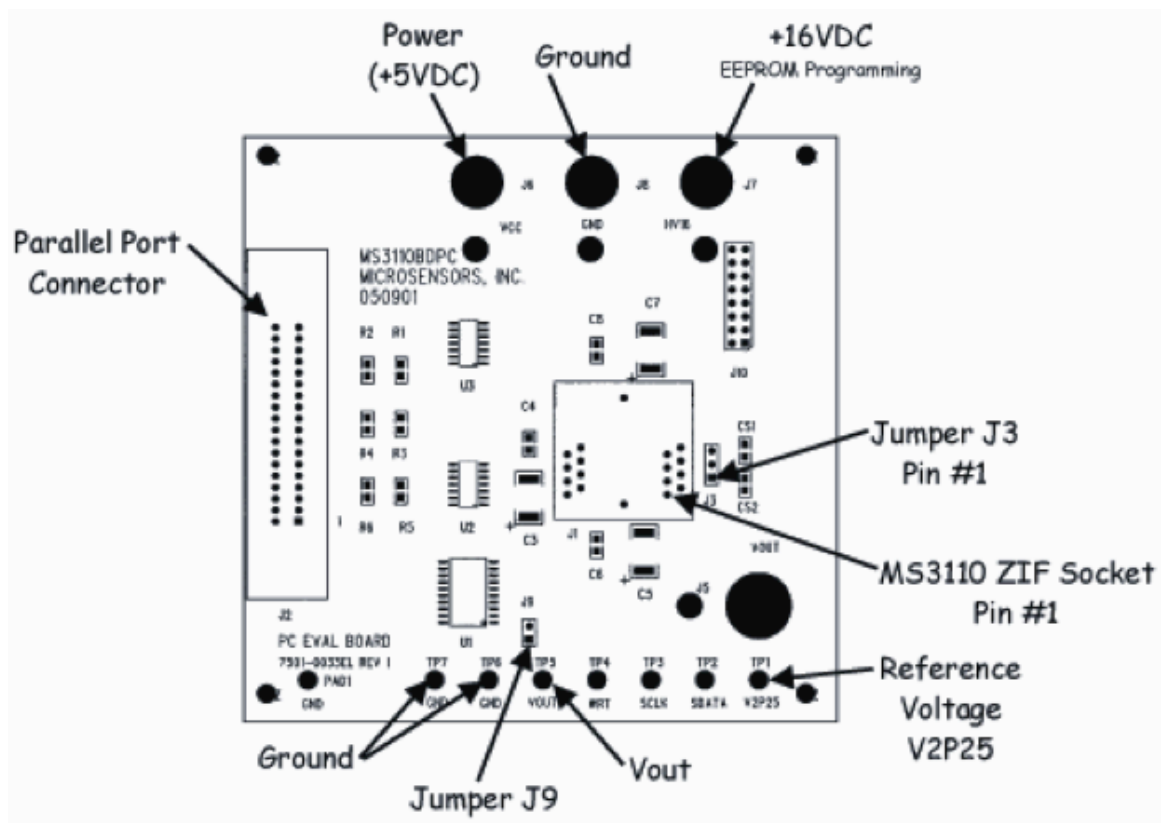 Power
(+5VDC)
Ground
+16VDC
EEPROM Programming
J6
J8
J7
VCC
GND
HV16
Parallel Port
Connector
MS3110BDPC
MICROSENSORS, INC.
050901
R2 R1
U3
C8
C7
J10
C4
R4 R3
CS1
Jumper J3
Pin #1
J3
CS2
R6 R5
U2
C3
J1
C6
C5
VOUT
J5
MS3110 ZIF Socket
Pin #1
J2
U1
J9
PC EVAL BOARD
7501-0033EL REV 1
PAD1
GND
TP7 TP6 TP5 TP4 TP3 TP2 TP1
GND GND VOUT WRT SCLK SDATA V2P25
Reference
Voltage
V2P25
Ground
Vout
Jumper J9